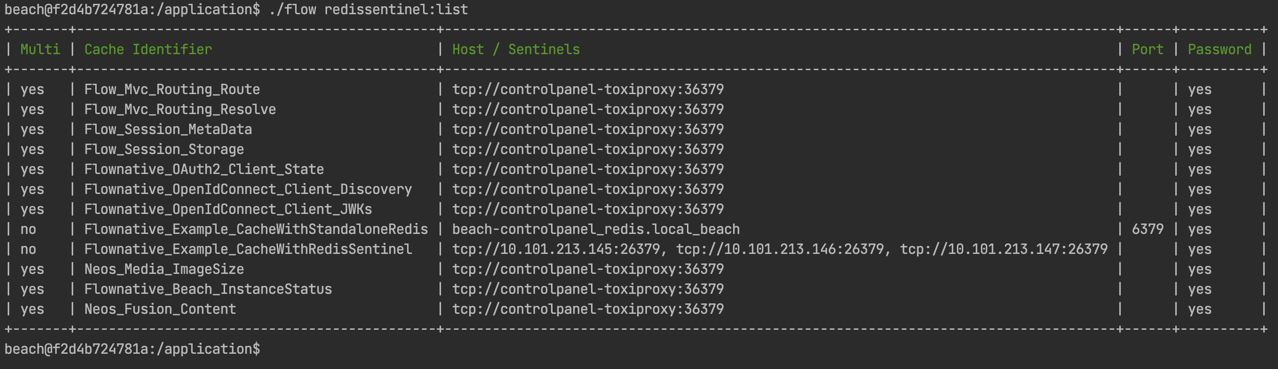 beach@f2d4b724781a:/application$ ./flow redissentinel:list
+-------+---------------------------------------------+------------------------------------------------------------------------------------+------+----------+
| Multi | Cache Identifier                            | Host / Sentinels                                                                   | Port | Password |
+-------+---------------------------------------------+------------------------------------------------------------------------------------+------+----------+
| yes   | Flow_Mvc_Routing_Route                      | tcp://controlpanel-toxiproxy:36379                                                 |      | yes      |
| yes   | Flow_Mvc_Routing_Resolve                    | tcp://controlpanel-toxiproxy:36379                                                 |      | yes      |
| yes   | Flow_Session_MetaData                       | tcp://controlpanel-toxiproxy:36379                                                 |      | yes      |
| yes   | Flow_Session_Storage                        | tcp://controlpanel-toxiproxy:36379                                                 |      | yes      |
| yes   | Flownative_OAuth2_Client_State              | tcp://controlpanel-toxiproxy:36379                                                 |      | yes      |
| yes   | Flownative_OpenIdConnect_Client_Discovery   | tcp://controlpanel-toxiproxy:36379                                                 |      | yes      |
| yes   | Flownative_OpenIdConnect_Client_JWKs        | tcp://controlpanel-toxiproxy:36379                                                 |      | yes      |
| no    | Flownative_Example_CacheWithStandaloneRedis | beach-controlpanel_redis.local_beach                                               | 6379 | yes      |
| no    | Flownative_Example_CacheWithRedisSentinel   | tcp://10.101.213.145:26379, tcp://10.101.213.146:26379, tcp://10.101.213.147:26379 |      | yes      |
| yes   | Neos_Media_ImageSize                        | tcp://controlpanel-toxiproxy:36379                                                 |      | yes      |
| yes   | Flownative_Beach_InstanceStatus             | tcp://controlpanel-toxiproxy:36379                                                 |      | yes      |
| yes   | Neos_Fusion_Content                         | tcp://controlpanel-toxiproxy:36379                                                 |      | yes      |
+-------+---------------------------------------------+------------------------------------------------------------------------------------+------+----------+
beach@f2d4b724781a:/application$